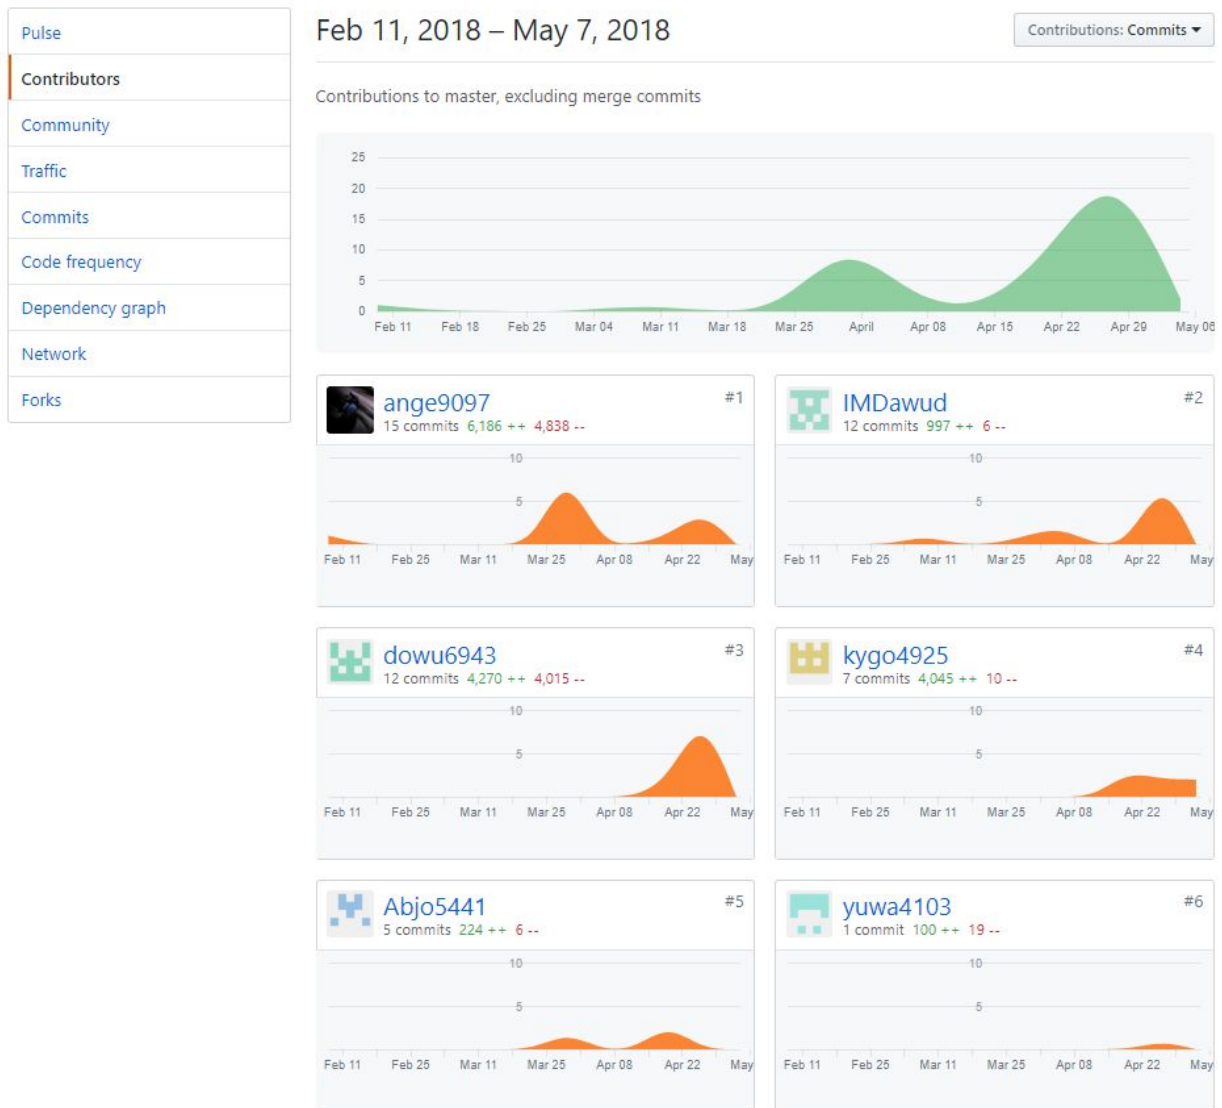 Pulse
Contributors
Community
Traffic
Commits
Code frequency
Dependency graph
Network
Forks
Feb 11, 2018 – May 7, 2018
Contributions: Commits
Contributions to master, excluding merge commits
25
20
15
10
5
0
Feb 11 Feb 18 Feb 25 Mar 04 Mar 11 Mar 18 Mar 25 April Apr 08 Apr 15 Apr 22 Apr 29 May 06
ange9097 #1
15 commits 6,186 ++ 4,838 --
10
5
Feb 11 Feb 25 Mar 11 Mar 25 Apr 08 Apr 22 May
IMDawud #2
12 commits 997 ++ 6 --
10
5
Feb 11 Feb 25 Mar 11 Mar 25 Apr 08 Apr 22 May
dowu6943 #3
12 commits 4,270 ++ 4,015 --
10
5
Feb 11 Feb 25 Mar 11 Mar 25 Apr 08 Apr 22 May
kygo4925 #4
7 commits 4,045 ++ 10 --
10
5
Feb 11 Feb 25 Mar 11 Mar 25 Apr 08 Apr 22 May
Abjo5441 #5
5 commits 224 ++ 6 --
10
5
Feb 11 Feb 25 Mar 11 Mar 25 Apr 08 Apr 22 May
yuwa4103 #6
1 commit 100 ++ 19 --
10
5
Feb 11 Feb 25 Mar 11 Mar 25 Apr 08 Apr 22 May